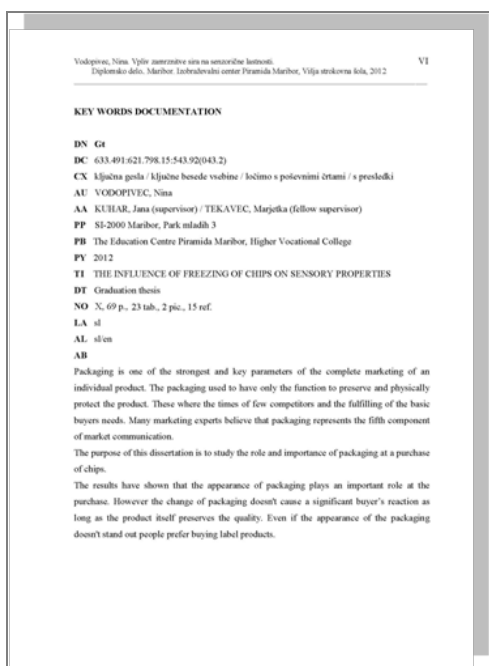 Vodopivec, Nina. Vpliv zamrznitve sira na senzorične lastnosti. VI
Diplomsko delo. Maribor. Izobraževalni center Piramida Maribor, Višja strokovna šola, 2012
KEY WORDS DOCUMENTATION
DN Gt
DC 633.491:621.798.15:543.92(043.2)
CX ključna gesla / ključne besede vsebine / ločimo s poševnimi črtami / s presledki
AU VODOPIVEC, Nina
AA KUHAR, Jana (supervisor) / TEKAVEC, Marjetka (fellow supervisor)
PP SI-2000 Maribor, Park mladih 3
PB The Education Centre Piramida Maribor, Higher Vocational College
PY 2012
TI THE INFLUENCE OF FREEZING OF CHIPS ON SENSORY PROPERTIES
DT Graduation thesis
NO X, 69 p., 23 tab., 2 pic., 15 ref.
LA sl
AL sl/en
AB
Packaging is one of the strongest and key parameters of the complete marketing of an
individual product. The packaging used to have only the function to preserve and physically
protect the product. These where the times of few competitors and the fulfilling of the basic
buyers needs. Many marketing experts believe that packaging represents the fifth component
of market communication.
The purpose of this dissertation is to study the role and importance of packaging at a purchase
of chips.
The results have shown that the appearance of packaging plays an important role at the
purchase. However the change of packaging doesn't cause a significant buyer's reaction as
long as the product itself preserves the quality. Even if the appearance of the packaging
doesn't stand out people prefer buying label products.